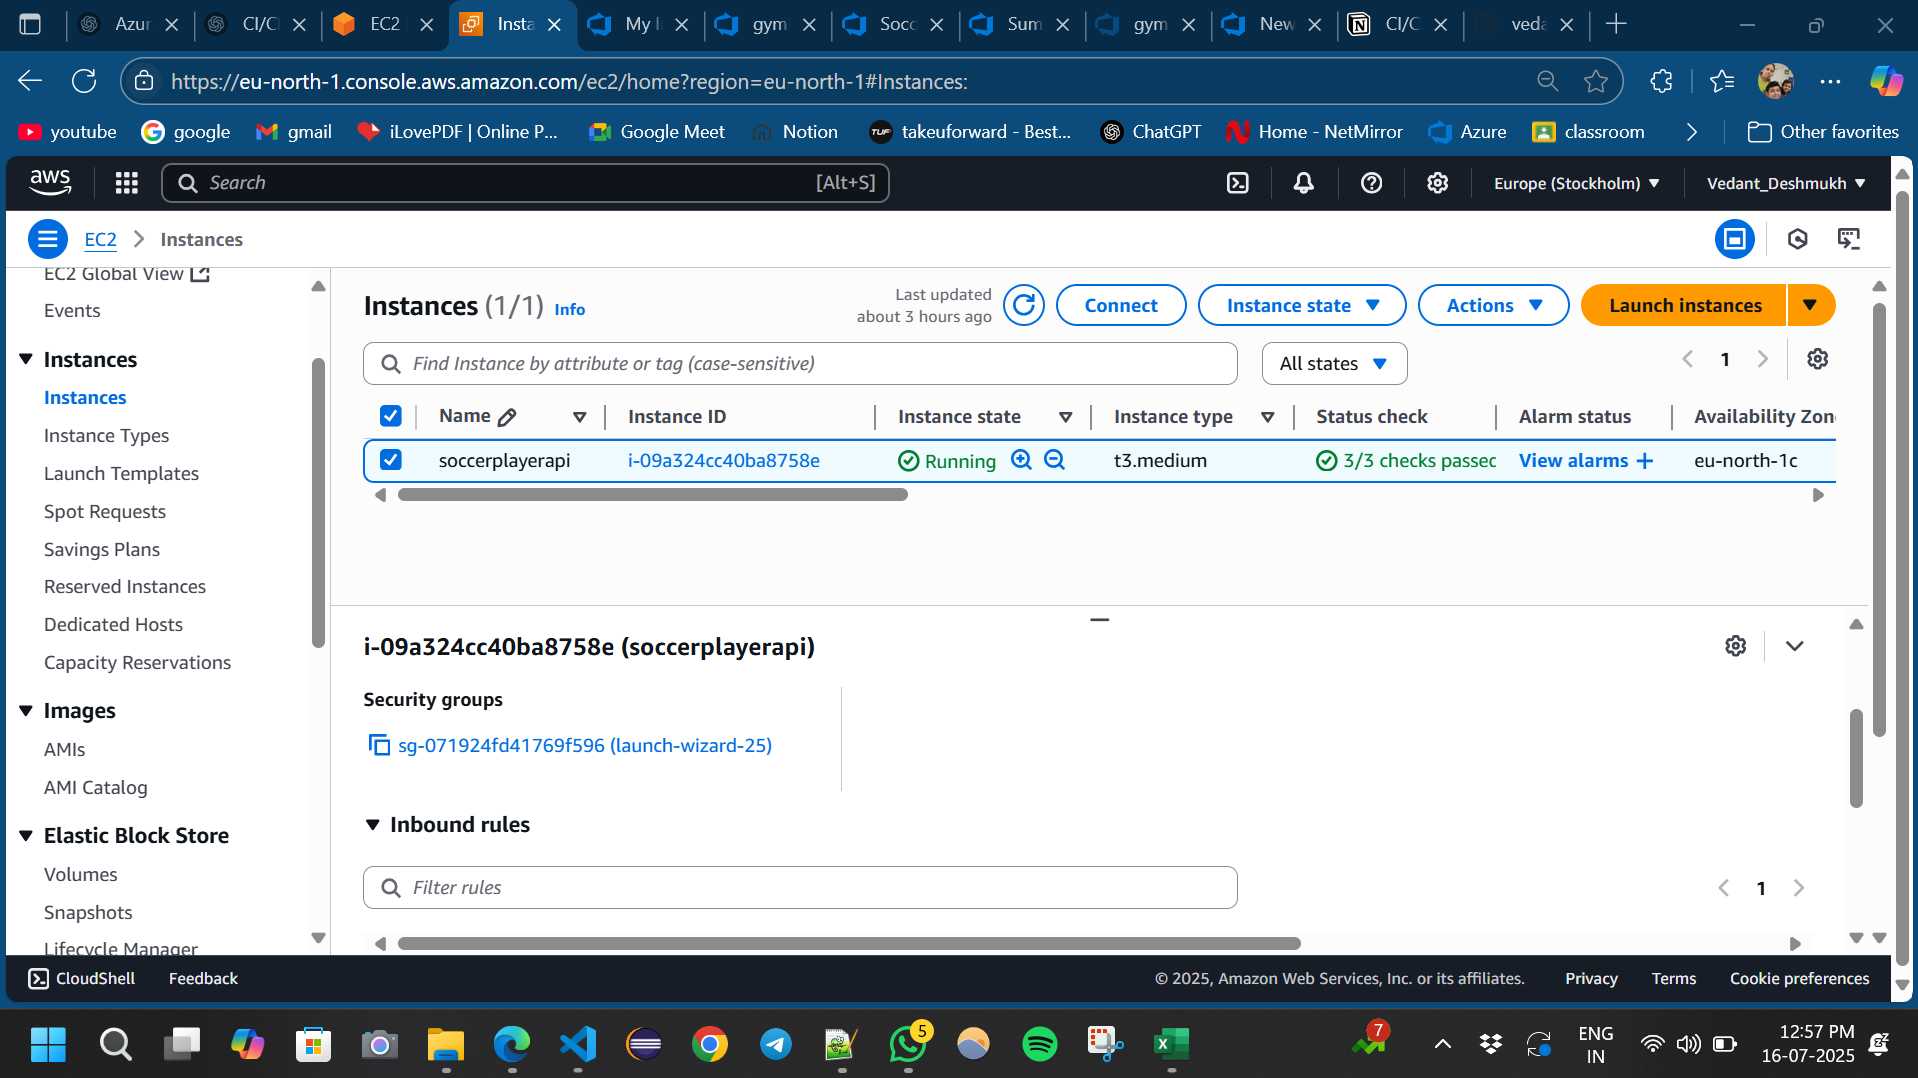 Azur
CI/C
EC2
Insta
My I
gym
Socc
Sum
gym
New
CI/C
veda
https://eu-north-1.console.aws.amazon.com/ec2/home?region=eu-north-1#Instances:
youtube
google
gmail
iLovePDF | Online P...
Google Meet
Notion
takeuforward - Best...
ChatGPT
Home - NetMirror
Azure
classroom
Other favorites
aws
Search
[Alt+S]
Europe (Stockholm)
Vedant_Deshmukh
EC2
Instances
EC2 Global View
Events
Instances
Instances
Instance Types
Launch Templates
Spot Requests
Savings Plans
Reserved Instances
Dedicated Hosts
Capacity Reservations
Images
AMIs
AMI Catalog
Elastic Block Store
Volumes
Snapshots
Lifecycle Manager
Instances (1/1) Info
Last updated
about 3 hours ago
Connect
Instance state
Actions
Launch instances
Find Instance by attribute or tag (case-sensitive)
All states
1
Name
Instance ID
Instance state
Instance type
Status check
Alarm status
Availability Zon
soccerplayerapi
i-09a324cc40ba8758e
Running
t3.medium
3/3 checks passed
View alarms +
eu-north-1c
i-09a324cc40ba8758e (soccerplayerapi)
Security groups
sg-071924fd41769f596 (launch-wizard-25)
Inbound rules
Filter rules
1
CloudShell
Feedback
© 2025, Amazon Web Services, Inc. or its affiliates.
Privacy
Terms
Cookie preferences
5
7
ENG
IN
12:57 PM
16-07-2025